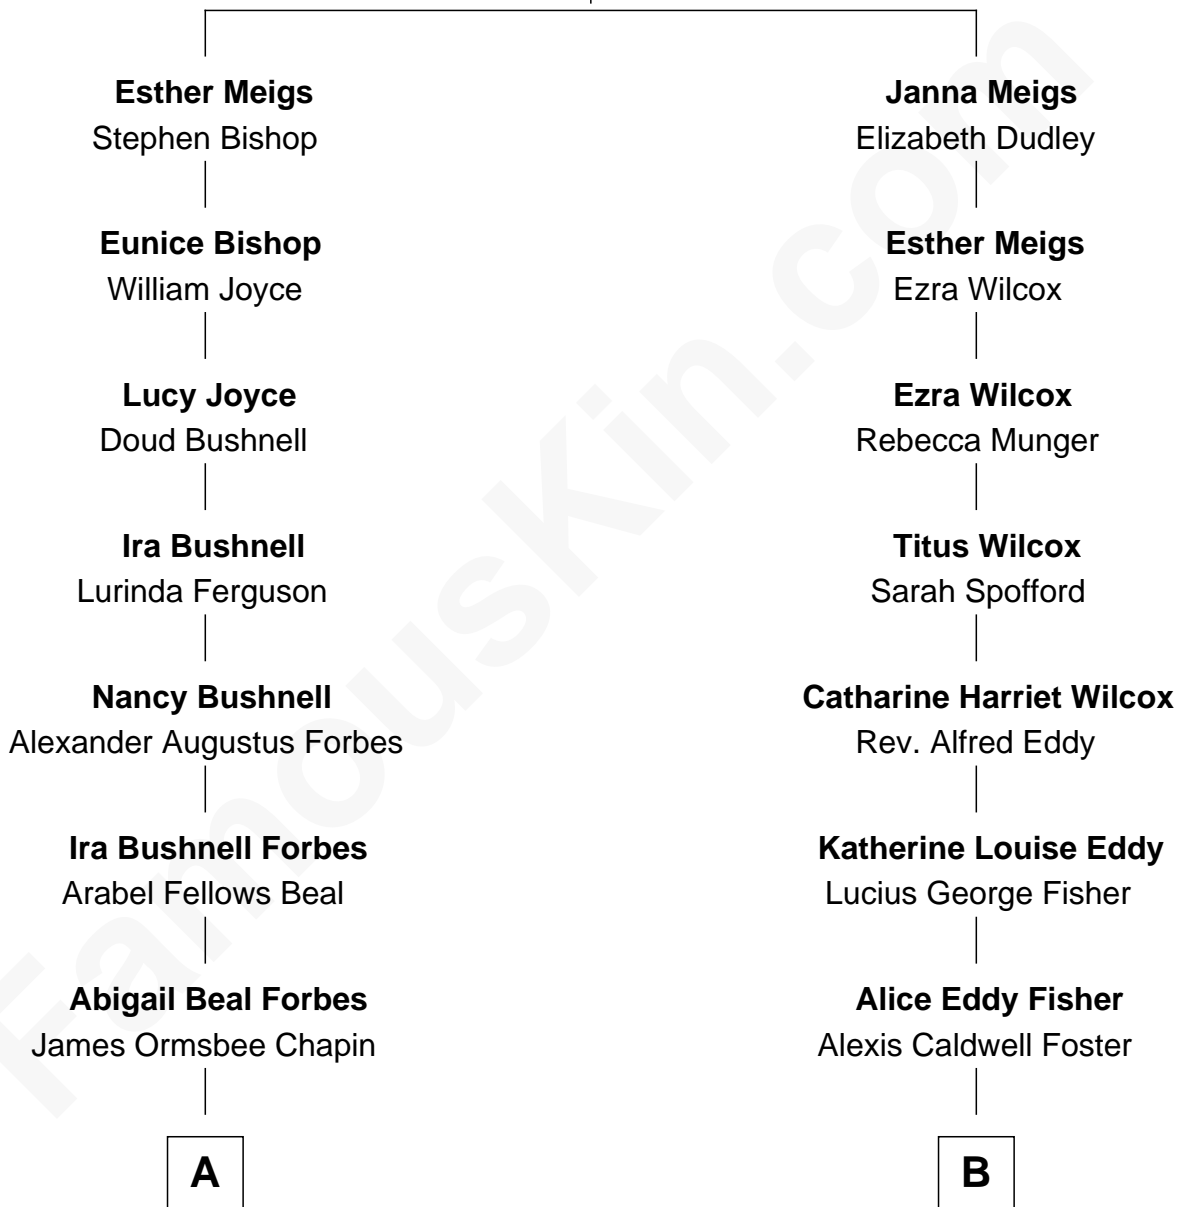 Esther Meigs
Stephen Bishop
Eunice Bishop
William Joyce
Lucy Joyce
Doud Bushnell
Ira Bushnell
Lurinda Ferguson
Nancy Bushnell
Alexander Augustus Forbes
Ira Bushnell Forbes
Arabel Fellows Beal
Abigail Beal Forbes
James Ormsbee Chapin
A
Janna Meigs
Elizabeth Dudley
Esther Meigs
Ezra Wilcox
Ezra Wilcox
Rebecca Munger
Titus Wilcox
Sarah Spofford
Catharine Harriet Wilcox
Rev. Alfred Eddy
Katherine Louise Eddy
Lucius George Fisher
Alice Eddy Fisher
Alexis Caldwell Foster
B
FamousKin.com